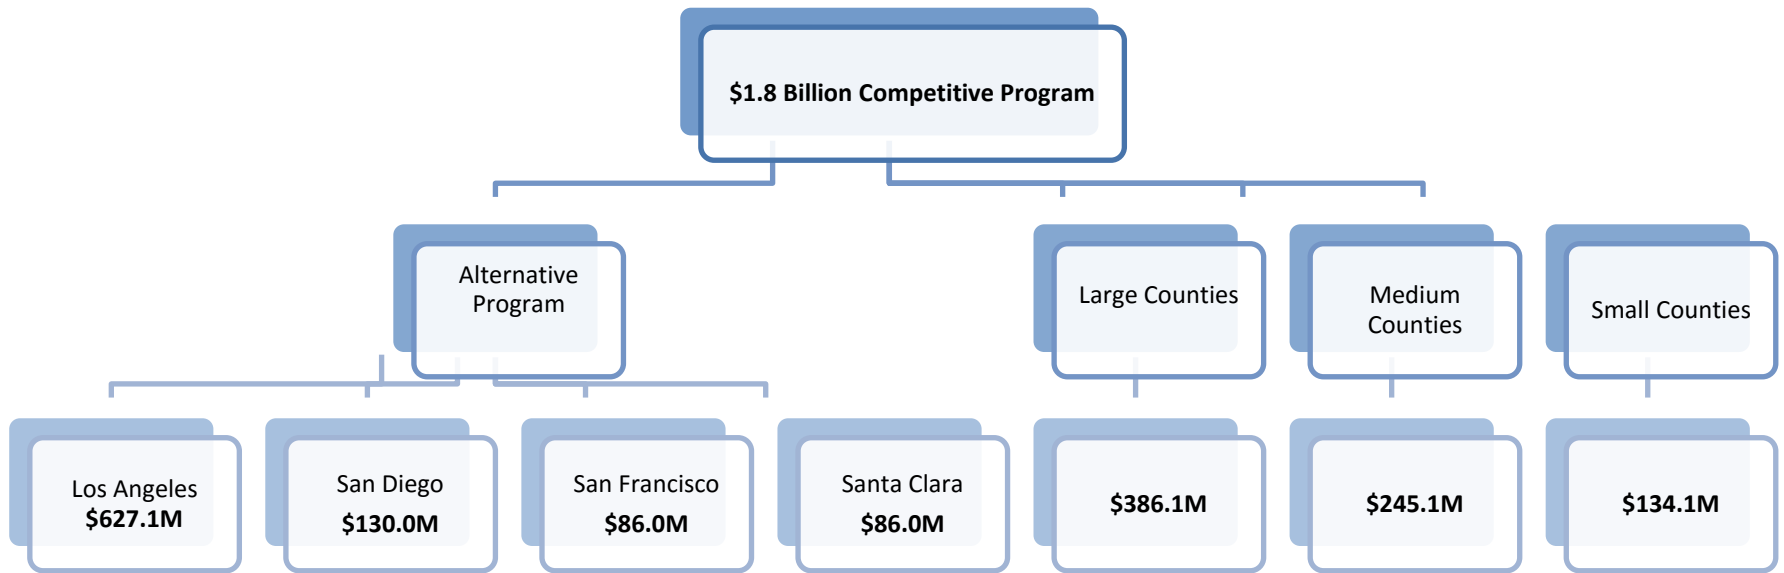 $1.8 Billion Competitive Program
Alternative
Program
Large Counties
Medium
Counties
Small Counties
Los Angeles
$627.1M
San Diego
$130.0M
San Francisco
$86.0M
Santa Clara
$86.0M
$386.1M
$245.1M
$134.1M